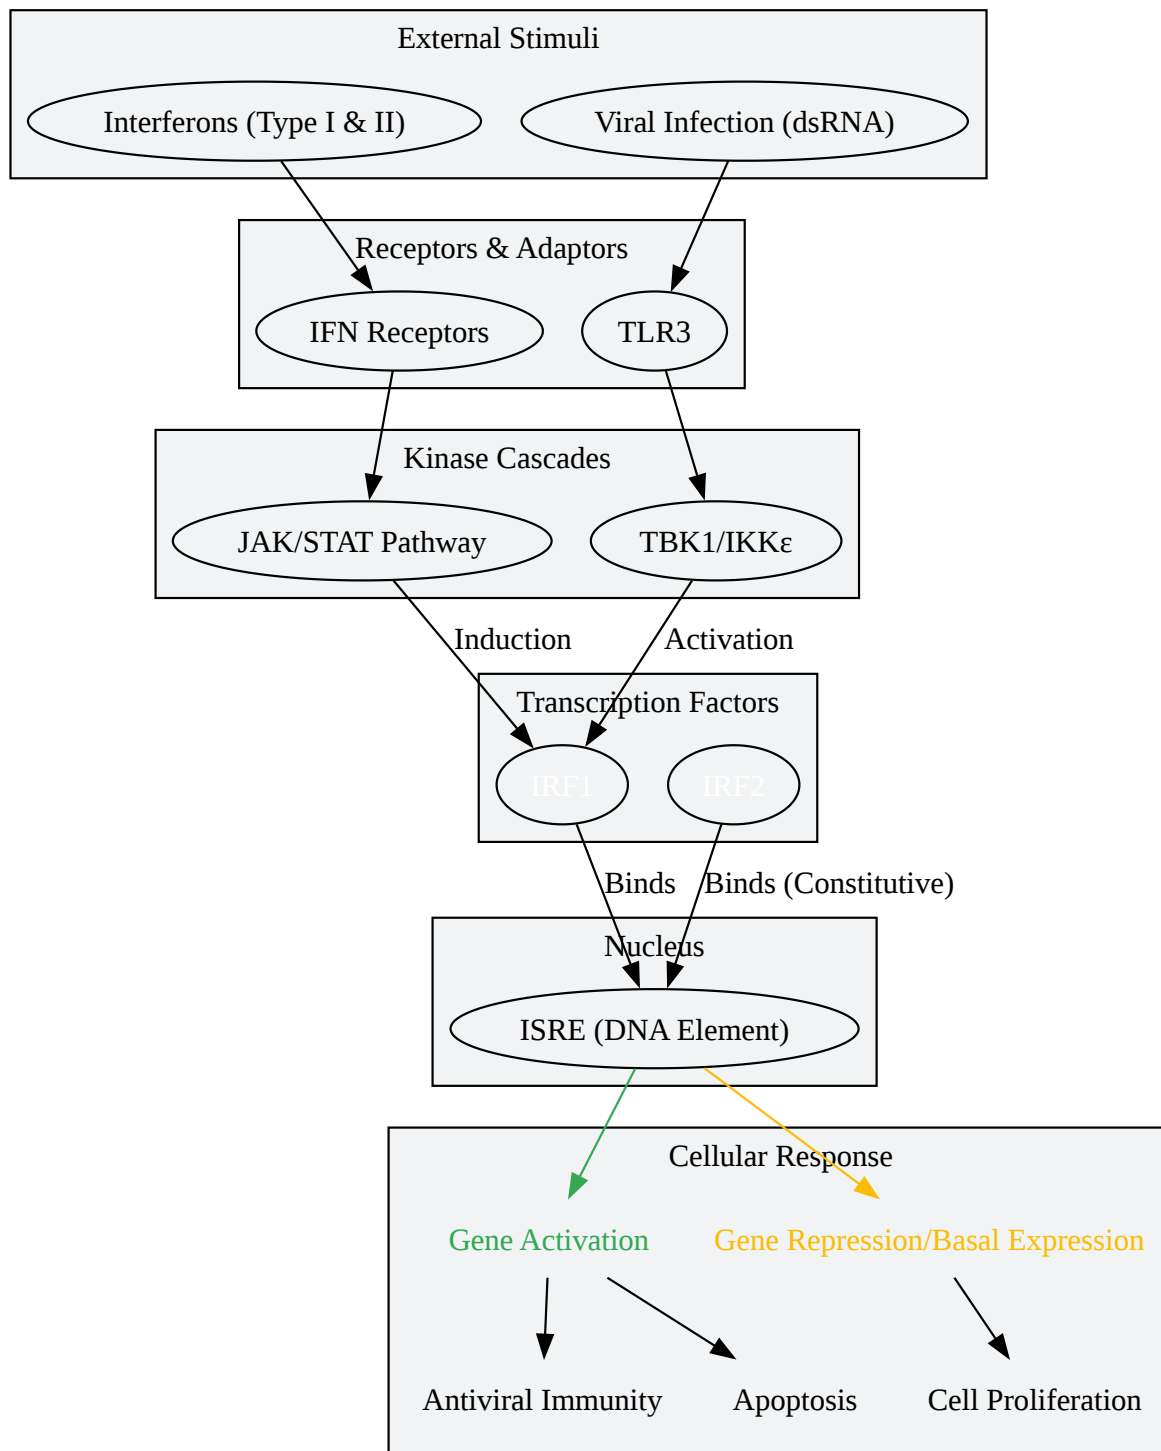 External Stimuli
Interferons (Type I & II)
Viral Infection (dsRNA)
Receptors & Adaptors
IFN Receptors
TLR3
Kinase Cascades
JAK/STAT Pathway
TBK1/IKKε
Induction
Activation
Transcription Factors
IRF1
IRF2
Binds
Binds (Constitutive)
Nucleus
ISRE (DNA Element)
Cellular Response
Gene Activation
Gene Repression/Basal Expression
Antiviral Immunity
Apoptosis
Cell Proliferation